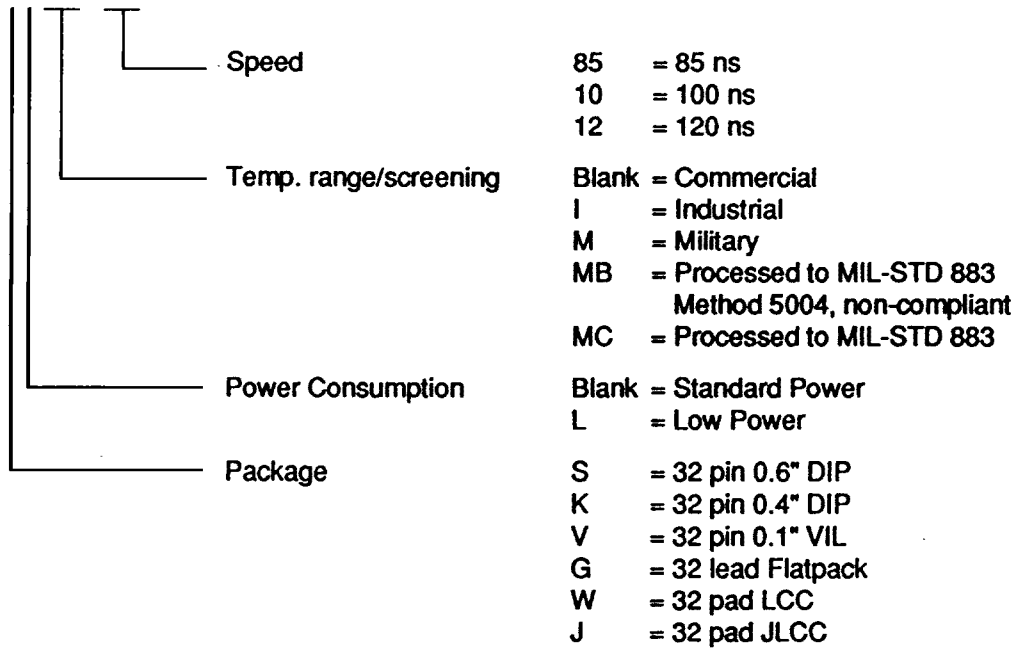 Speed 85 = 85 ns
10 = 100 ns
12 = 120 ns
Temp. range/screening Blank = Commercial
I = Industrial
M = Military
MB = Processed to MIL-STD 883
Method 5004, non-compliant
MC = Processed to MIL-STD 883
Power Consumption Blank = Standard Power
L = Low Power
Package S = 32 pin 0.6" DIP
K = 32 pin 0.4" DIP
V = 32 pin 0.1" VIL
G = 32 lead Flatpack
W = 32 pad LCC
J = 32 pad JLCC